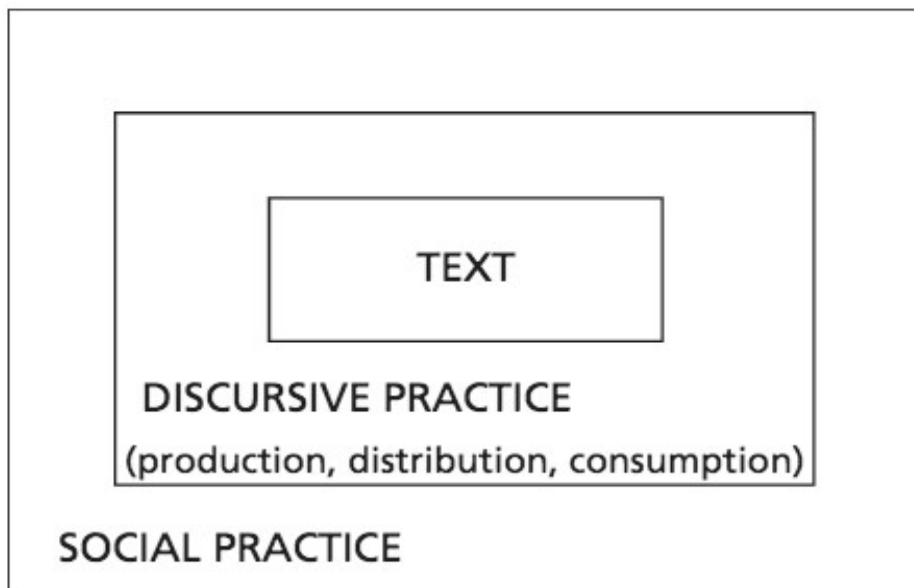 TEXT
DISCURSIVE PRACTICE
(production, distribution, consumption)
SOCIAL PRACTICE